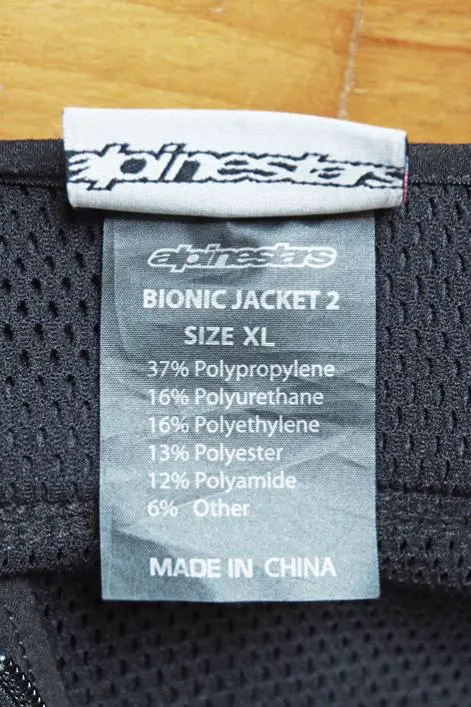 alpinestars
alpinestars
BIONIC JACKET 2
SIZE XL
37% Polypropylene
16% Polyurethane
16% Polyethylene
13% Polyester
12% Polyamide
6% Other
MADE IN CHINA